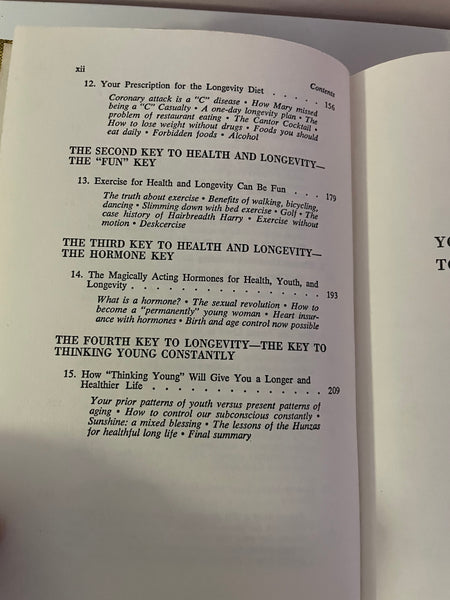 xii
Contents
12. Your Prescription for the Longevity Diet . . . . . 156
Coronary attack is a "C" disease • How Mary missed
being a "C" Casualty • A one-day longevity plan • The
problem of restaurant eating • The Cantor Cocktail •
How to lose weight without drugs • Foods you should
eat daily • Forbidden foods • Alcohol
THE SECOND KEY TO HEALTH AND LONGEVITY—
THE "FUN" KEY
13. Exercise for Health and Longevity Can Be Fun . . . 179
The truth about exercise • Benefits of walking, bicycling,
dancing • Slimming down with bed exercise • Golf • The
case history of Hairbreadth Harry • Exercise without
motion • Deskcercise
THE THIRD KEY TO HEALTH AND LONGEVITY—
THE HORMONE KEY
14. The Magically Acting Hormones for Health, Youth, and
Longevity . . . . . . . . . . . . . . . 193
What is a hormone? • The sexual revolution • How to
become a "permanently" young woman • Heart insur-
ance with hormones • Birth and age control now possible
THE FOURTH KEY TO LONGEVITY—THE KEY TO
THINKING YOUNG CONSTANTLY
15. How "Thinking Young" Will Give You a Longer and
Healthier Life . . . . . . . . . . . . . 209
Your prior patterns of youth versus present patterns of
aging • How to control our subconscious constantly •
Sunshine: a mixed blessing • The lessons of the Hunzas
for healthful long life • Final summary